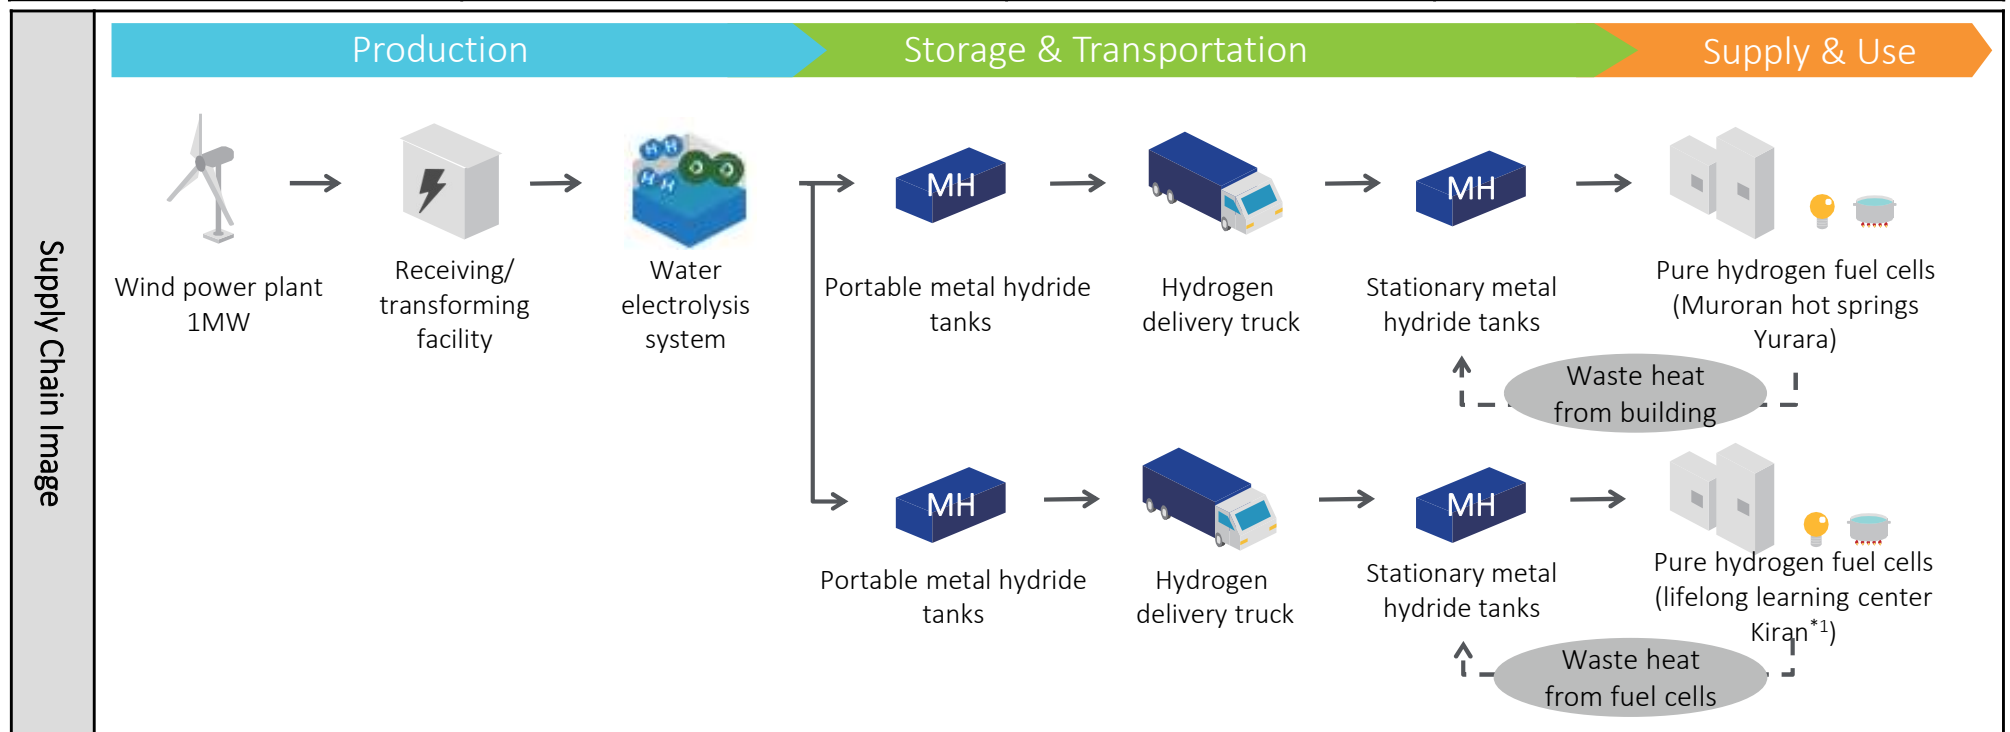 Production
Storage & Transportation
Supply & Use
Supply Chain Image
MH
MH
Wind power plant
1MW
Receiving/
transforming
facility
Water
electrolysis
system
Portable metal hydride
tanks
Hydrogen
delivery truck
Stationary metal
hydride tanks
Pure hydrogen fuel cells
(Muroran hot springs
Yurara)
Waste heat
from building
MH
MH
Portable metal hydride
tanks
Hydrogen
delivery truck
Stationary metal
hydride tanks
Pure hydrogen fuel cells
(lifelong learning center
Kiran*1)
Waste heat
from fuel cells
H H
H H
O O